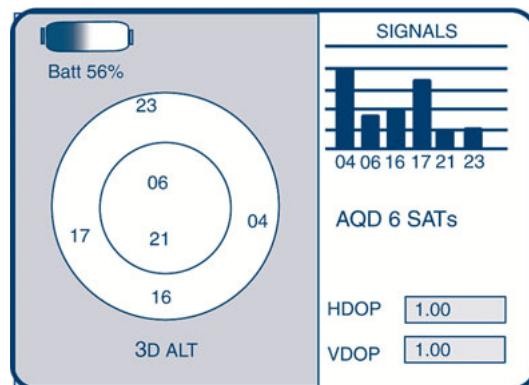 SIGNALS
Batt 56%
23
06
17
21
04
16
3D ALT
04 06 16 17 21 23
AQD 6 SATs
HDOP 1.00
VDOP 1.00